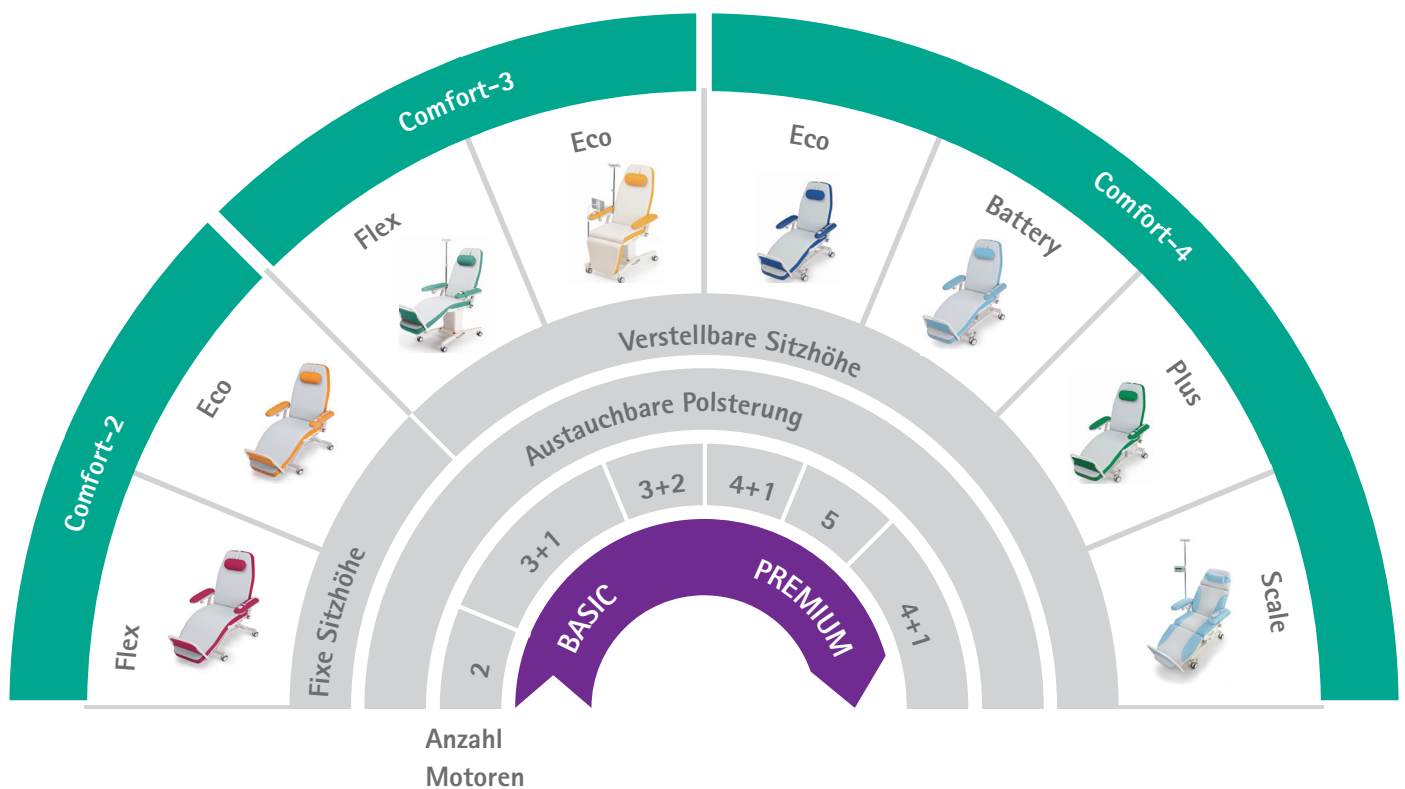 Comfort-2
Comfort-3
Comfort-4
Flex
Eco
Flex
Eco
Eco
Battery
Plus
Scale
Fixe Sitzhöhe
Verstellbare Sitzhöhe
Austauchbare Polsterung
2
3+1
3+2
4+1
5
4+1
BASIC
PREMIUM
Anzahl
Motoren